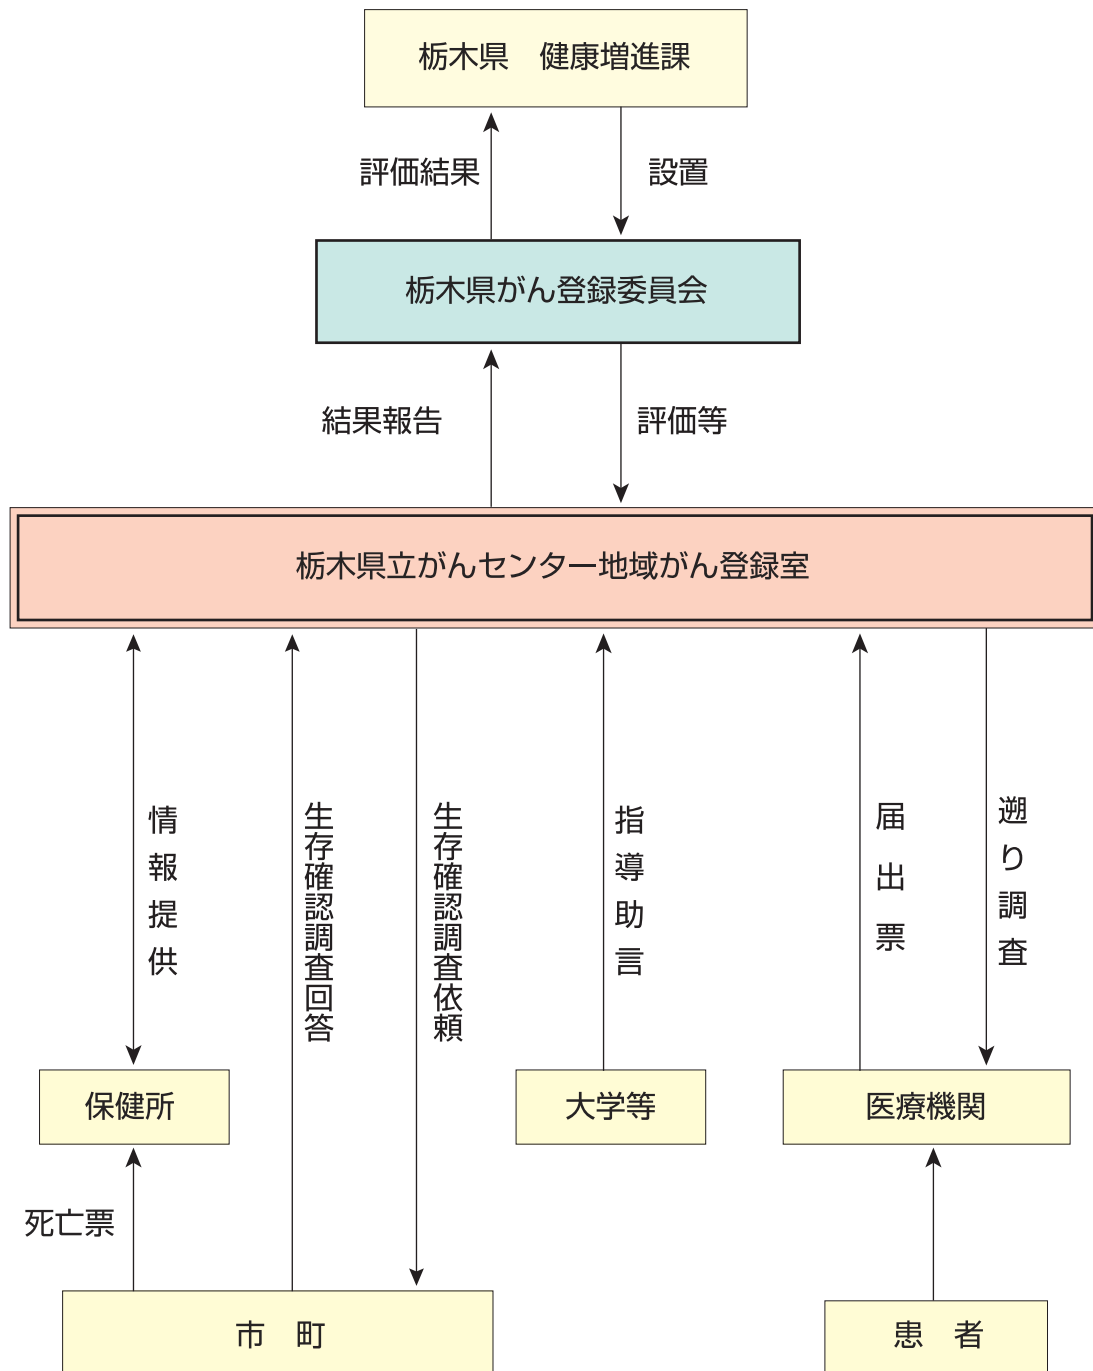 栃木県　健康増進課
評価結果
設置
栃木県がん登録委員会
結果報告
評価等
栃木県立がんセンター地域がん登録室
情報提供
生存確認調査回答
生存確認調査依頼
指導助言
届出票
遡り調査
保健所
大学等
医療機関
死亡票
市　町
患　者